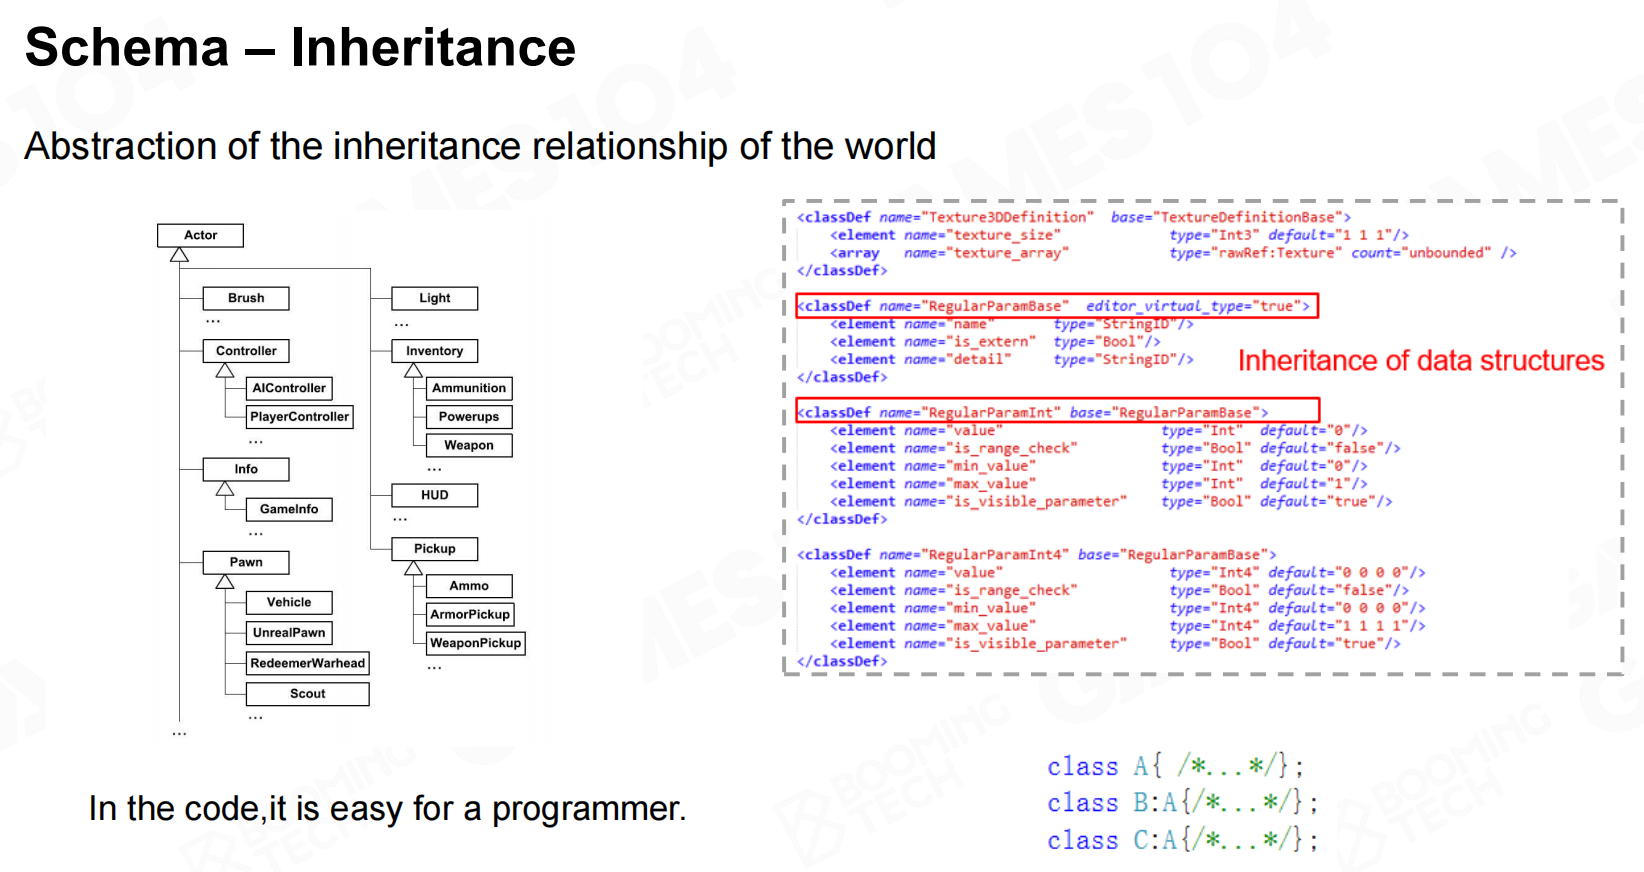 Schema – Inheritance
Abstraction of the inheritance relationship of the world
Actor
Brush
...
Controller
AIController
PlayerController
...
Info
GameInfo
...
Pawn
Vehicle
UnrealPawn
RedeemerWarhead
Scout
...
...
Light
...
Inventory
Ammunition
Powerups
Weapon
...
HUD
...
Pickup
Ammo
ArmorPickup
WeaponPickup
...
<classDef name="Texture3DDefinition" base="TextureDefinitionBase">
<element name="texture_size" type="Int3" default="1 1 1"/>
<array name="texture_array" type="rawRef:Texture" count="unbounded" />
</classDef>
<classDef name="RegularParamBase" editor_virtual_type="true">
<element name="name" type="StringID"/>
<element name="is_extern" type="Bool"/>
<element name="detail" type="StringID"/>
</classDef>
Inheritance of data structures
<classDef name="RegularParamInt" base="RegularParamBase">
<element name="value" type="Int" default="0"/>
<element name="is_range_check" type="Bool" default="false"/>
<element name="min_value" type="Int" default="0"/>
<element name="max_value" type="Int" default="1"/>
<element name="is_visible_parameter" type="Bool" default="true"/>
</classDef>
<classDef name="RegularParamInt4" base="RegularParamBase">
<element name="value" type="Int4" default="0 0 0 0"/>
<element name="is_range_check" type="Bool" default="false"/>
<element name="min_value" type="Int4" default="0 0 0 0"/>
<element name="max_value" type="Int4" default="1 1 1 1"/>
<element name="is_visible_parameter" type="Bool" default="true"/>
</classDef>
In the code,it is easy for a programmer.
class A{ /*...*/};
class B:A{/*...*/};
class C:A{/*...*/};
GAMES 104
BOOMING TECH